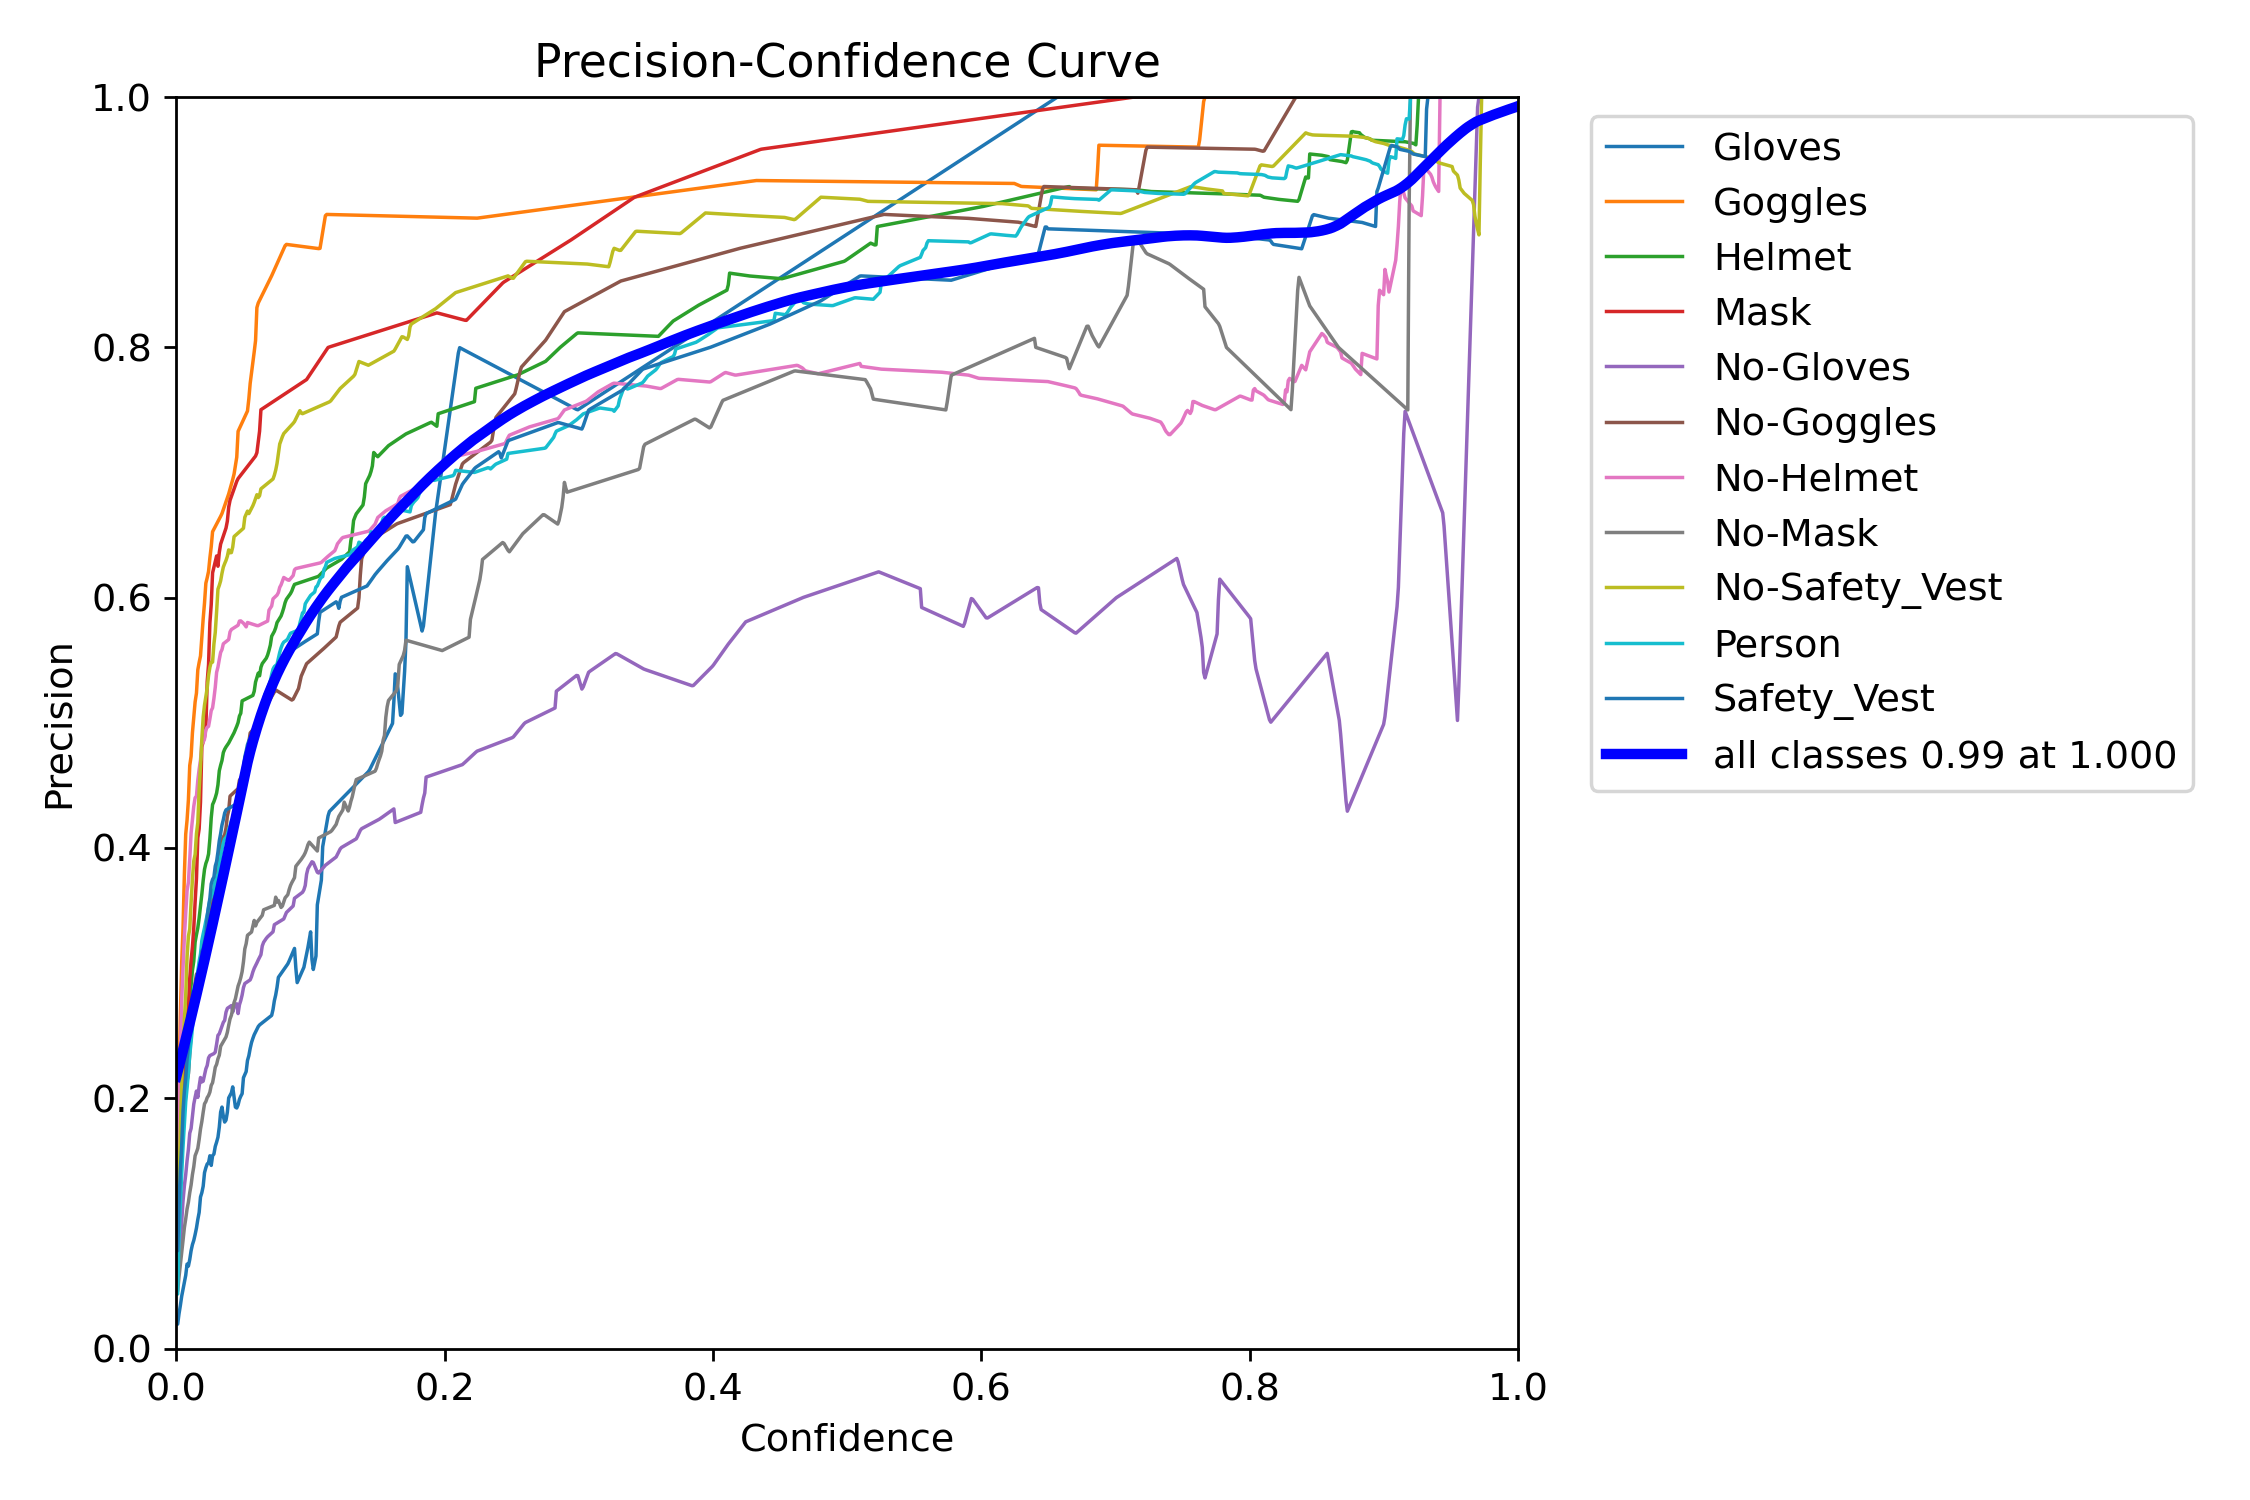 Precision-Confidence Curve
1.0
0.8
0.6
0.4
0.2
0.0
Precision
0.0 0.2 0.4 0.6 0.8 1.0
Confidence
Gloves
Goggles
Helmet
Mask
No-Gloves
No-Goggles
No-Helmet
No-Mask
No-Safety_Vest
Person
Safety_Vest
all classes 0.99 at 1.000